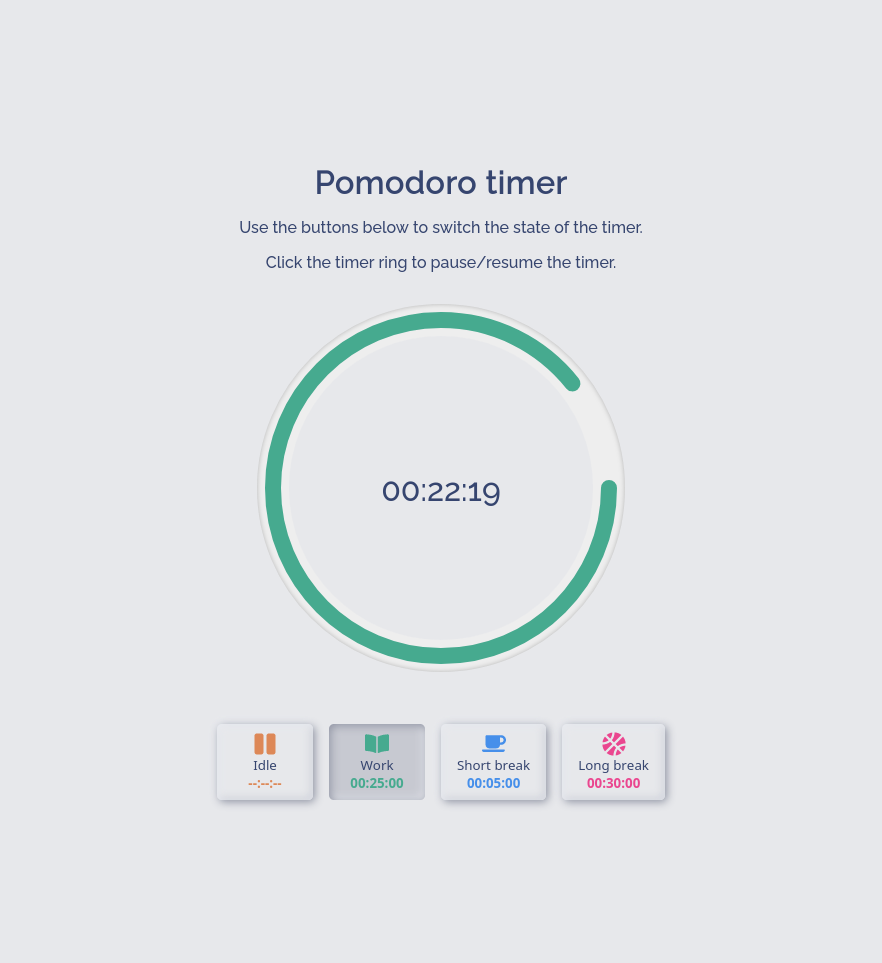 Pomodoro timer
Use the buttons below to switch the state of the timer.
Click the timer ring to pause/resume the timer.
00:22:19
Idle
--:--:--
Work
00:25:00
Short break
00:05:00
Long break
00:30:00